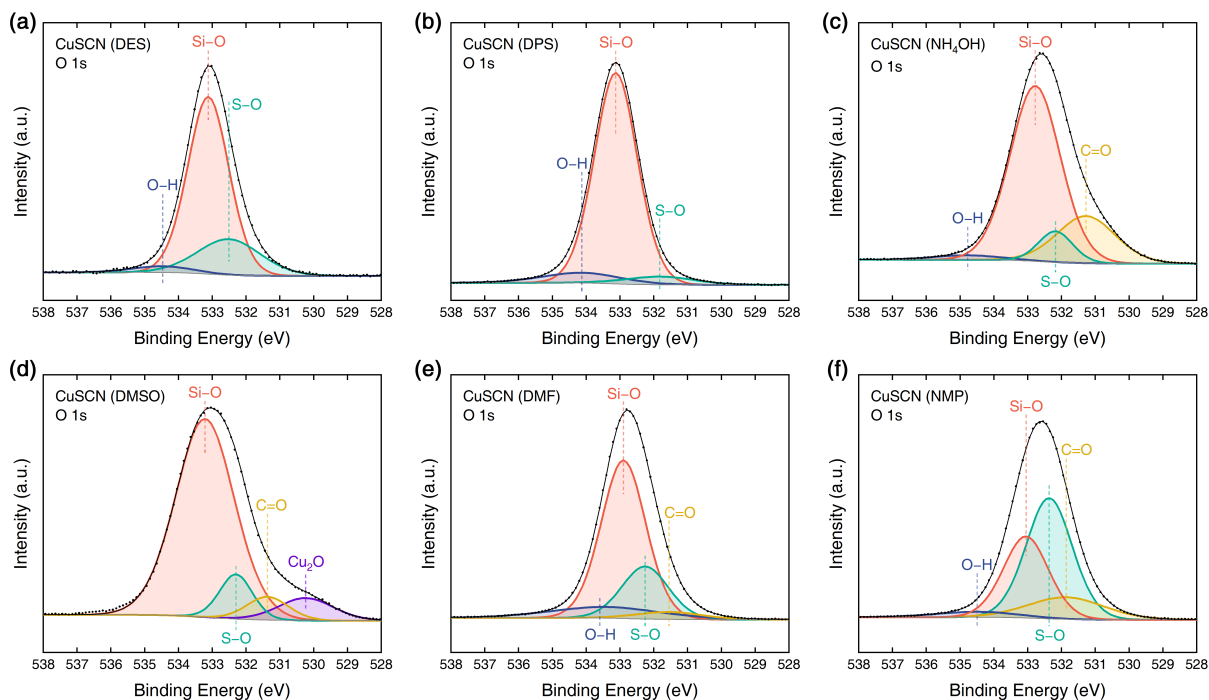 (a)
CuSCN (DES)
O 1s
Si–O
S–O
O–H
Intensity (a.u.)
538 537 536 535 534 533 532 531 530 529 528
Binding Energy (eV)
(b)
CuSCN (DPS)
O 1s
Si–O
O–H
S–O
Intensity (a.u.)
538 537 536 535 534 533 532 531 530 529 528
Binding Energy (eV)
(c)
CuSCN (NH₄OH)
O 1s
Si–O
C=O
O–H
S–O
Intensity (a.u.)
538 537 536 535 534 533 532 531 530 529 528
Binding Energy (eV)
(d)
CuSCN (DMSO)
O 1s
Si–O
C=O
Cu₂O
S–O
Intensity (a.u.)
538 537 536 535 534 533 532 531 530 529 528
Binding Energy (eV)
(e)
CuSCN (DMF)
O 1s
Si–O
C=O
O–H
S–O
Intensity (a.u.)
538 537 536 535 534 533 532 531 530 529 528
Binding Energy (eV)
(f)
CuSCN (NMP)
O 1s
Si–O
C=O
O–H
S–O
Intensity (a.u.)
538 537 536 535 534 533 532 531 530 529 528
Binding Energy (eV)